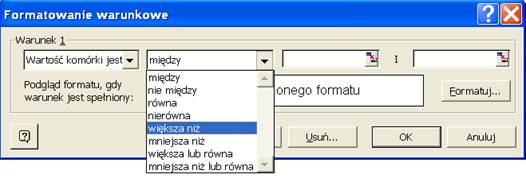 Formatowanie warunkowe
Warunek 1
Wartość komórki jest
między
I
między
nie między
równa
nierówna
większa niż
mniejsza niż
większa lub równa
mniejsza niż lub równa
Podgląd formatu, gdy
warunek jest spełniony:
onego formatu
Formatuj...
Usuń...
OK
Anuluj